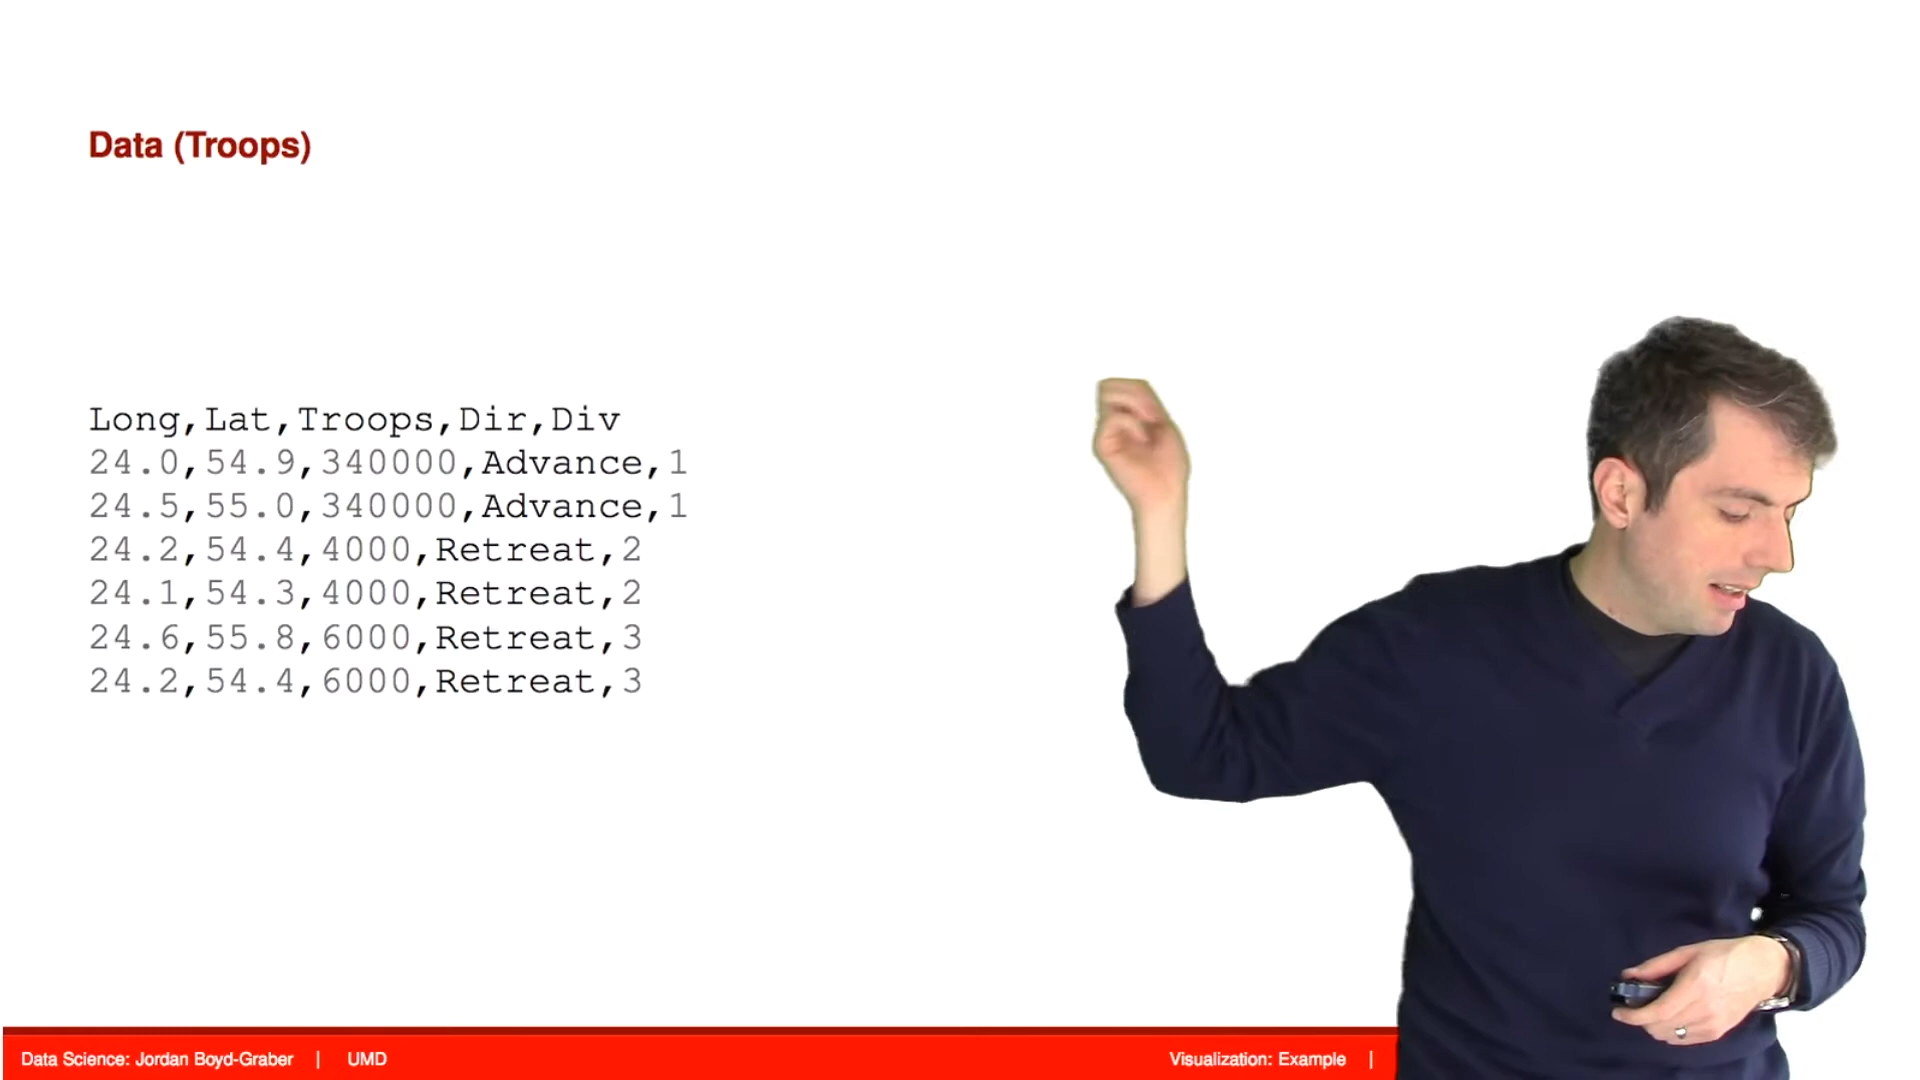 Data (Troops)
Long,Lat,Troops,Dir,Div
24.0,54.9,340000,Advance,1
24.5,55.0,340000,Advance,1
24.2,54.4,4000,Retreat,2
24.1,54.3,4000,Retreat,2
24.6,55.8,6000,Retreat,3
24.2,54.4,6000,Retreat,3
Data Science: Jordan Boyd-Graber | UMD Visualization: Example |